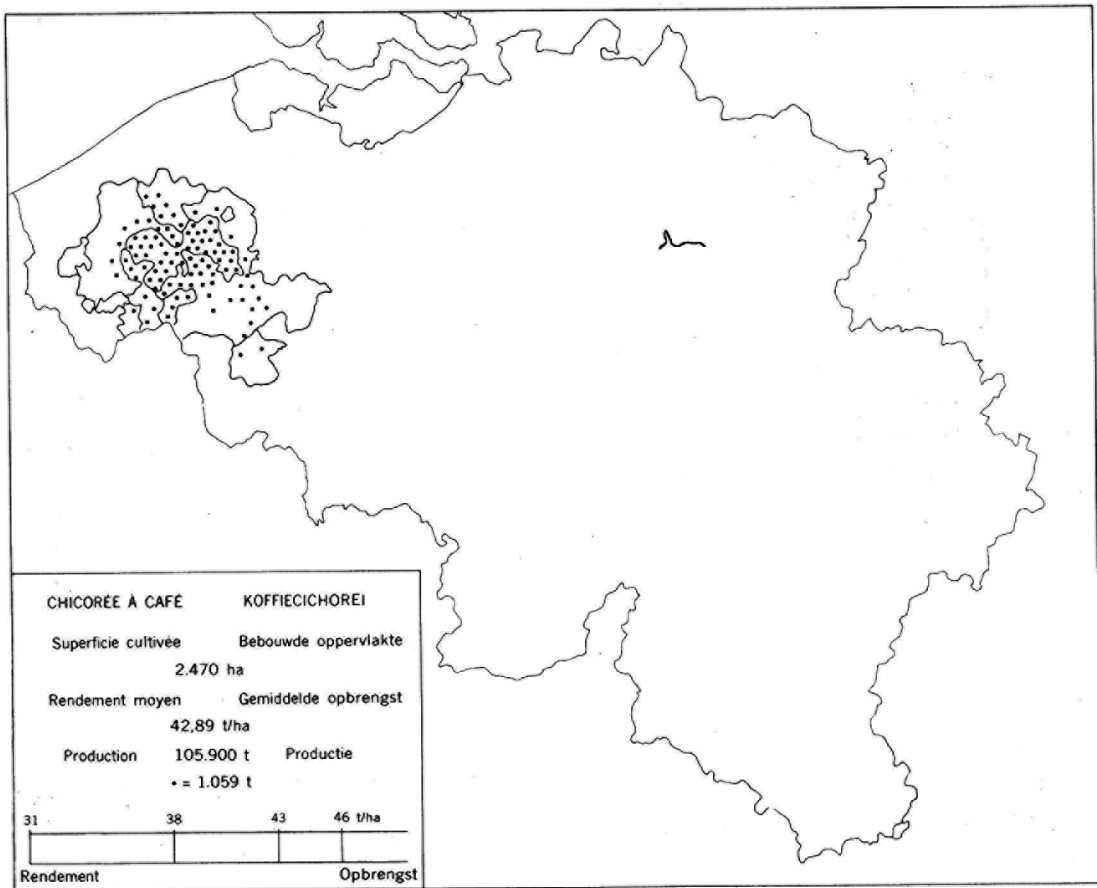 CHICORÉE À CAFÉ KOFFIECICHOREI
Superficie cultivée Bebouwde oppervlakte
2.470 ha
Rendement moyen Gemiddelde opbrengst
42,89 t/ha
Production 105.900 t Productie
• = 1.059 t
31 38 43 46 t/ha
Rendement Opbrengst